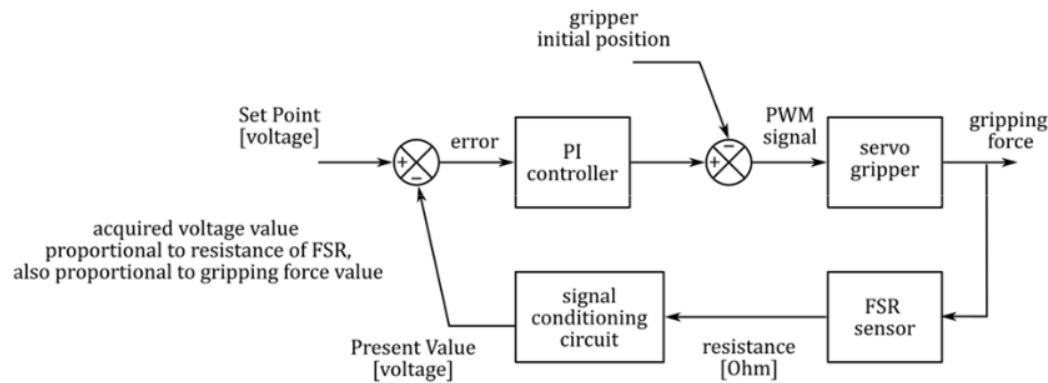 gripper
initial position
Set Point
[voltage]
error
PI
controller
PWM
signal
servo
gripper
gripping
force
+
−
+
−
acquired voltage value
proportional to resistance of FSR,
also proportional to gripping force value
signal
conditioning
circuit
FSR
sensor
Present Value
[voltage]
resistance
[Ohm]